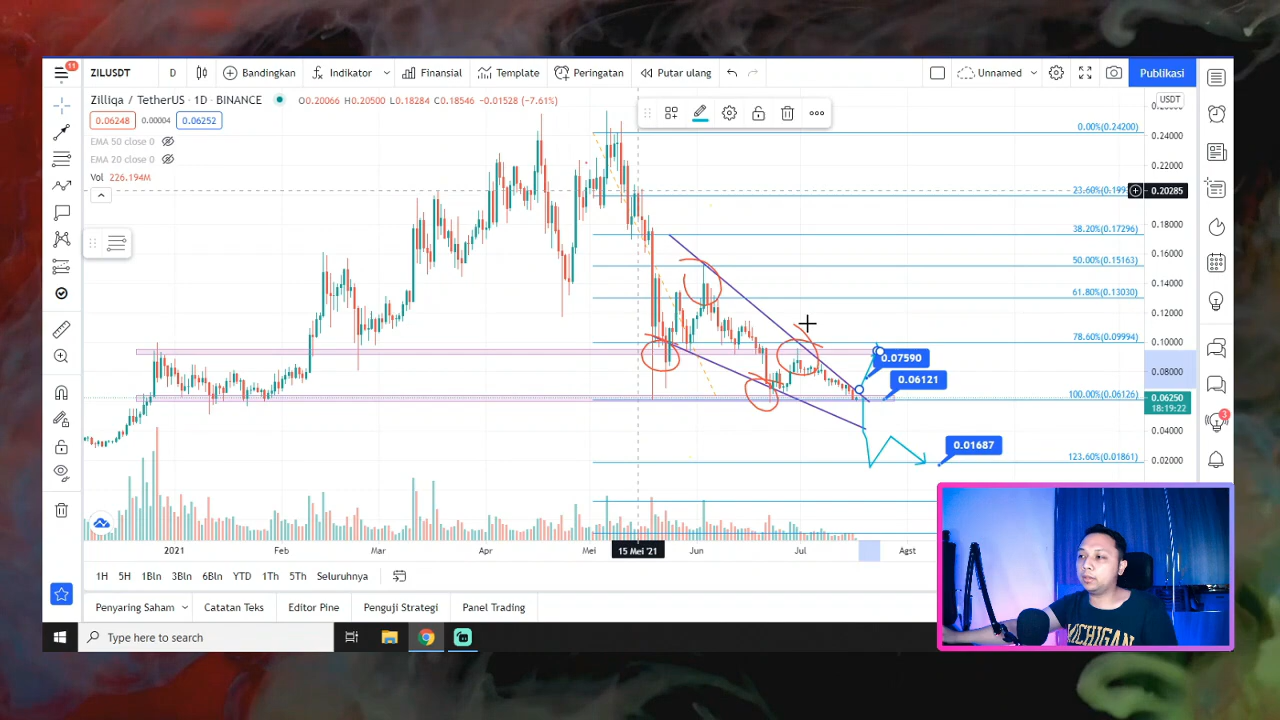 11
ZILUSDT
D
Bandingkan
Indikator
Finansial
Template
Peringatan
Putar ulang
Unnamed
Publikasi
Zilliqa / TetherUS · 1D · BINANCE
O0.20066 H0.20500 L0.18284 C0.18546 −0.01528 (−7.61%)
USDT
0.06248
0.00004
0.06252
EMA 50 close 0
EMA 20 close 0
Vol 226.194M
0.00%(0.24200)
0.24000
0.22000
23.60%(0.199
0.20285
38.20%(0.17296)
0.18000
0.16000
50.00%(0.15163)
0.14000
61.80%(0.13030)
0.12000
78.60%(0.09994)
0.10000
0.07590
0.06121
100.00%(0.06126)
0.06250
18:19:22
3
0.04000
0.01687
123.60%(0.01861)
0.02000
2021
Feb
Mar
Apr
Mei
15 Mei '21
Jun
Jul
Agst
1H
5H
1Bln
3Bln
6Bln
YTD
1Th
5Th
Seluruhnya
Penyaring Saham
Catatan Teks
Editor Pine
Penguji Strategi
Panel Trading
Type here to search
MICHIGAN